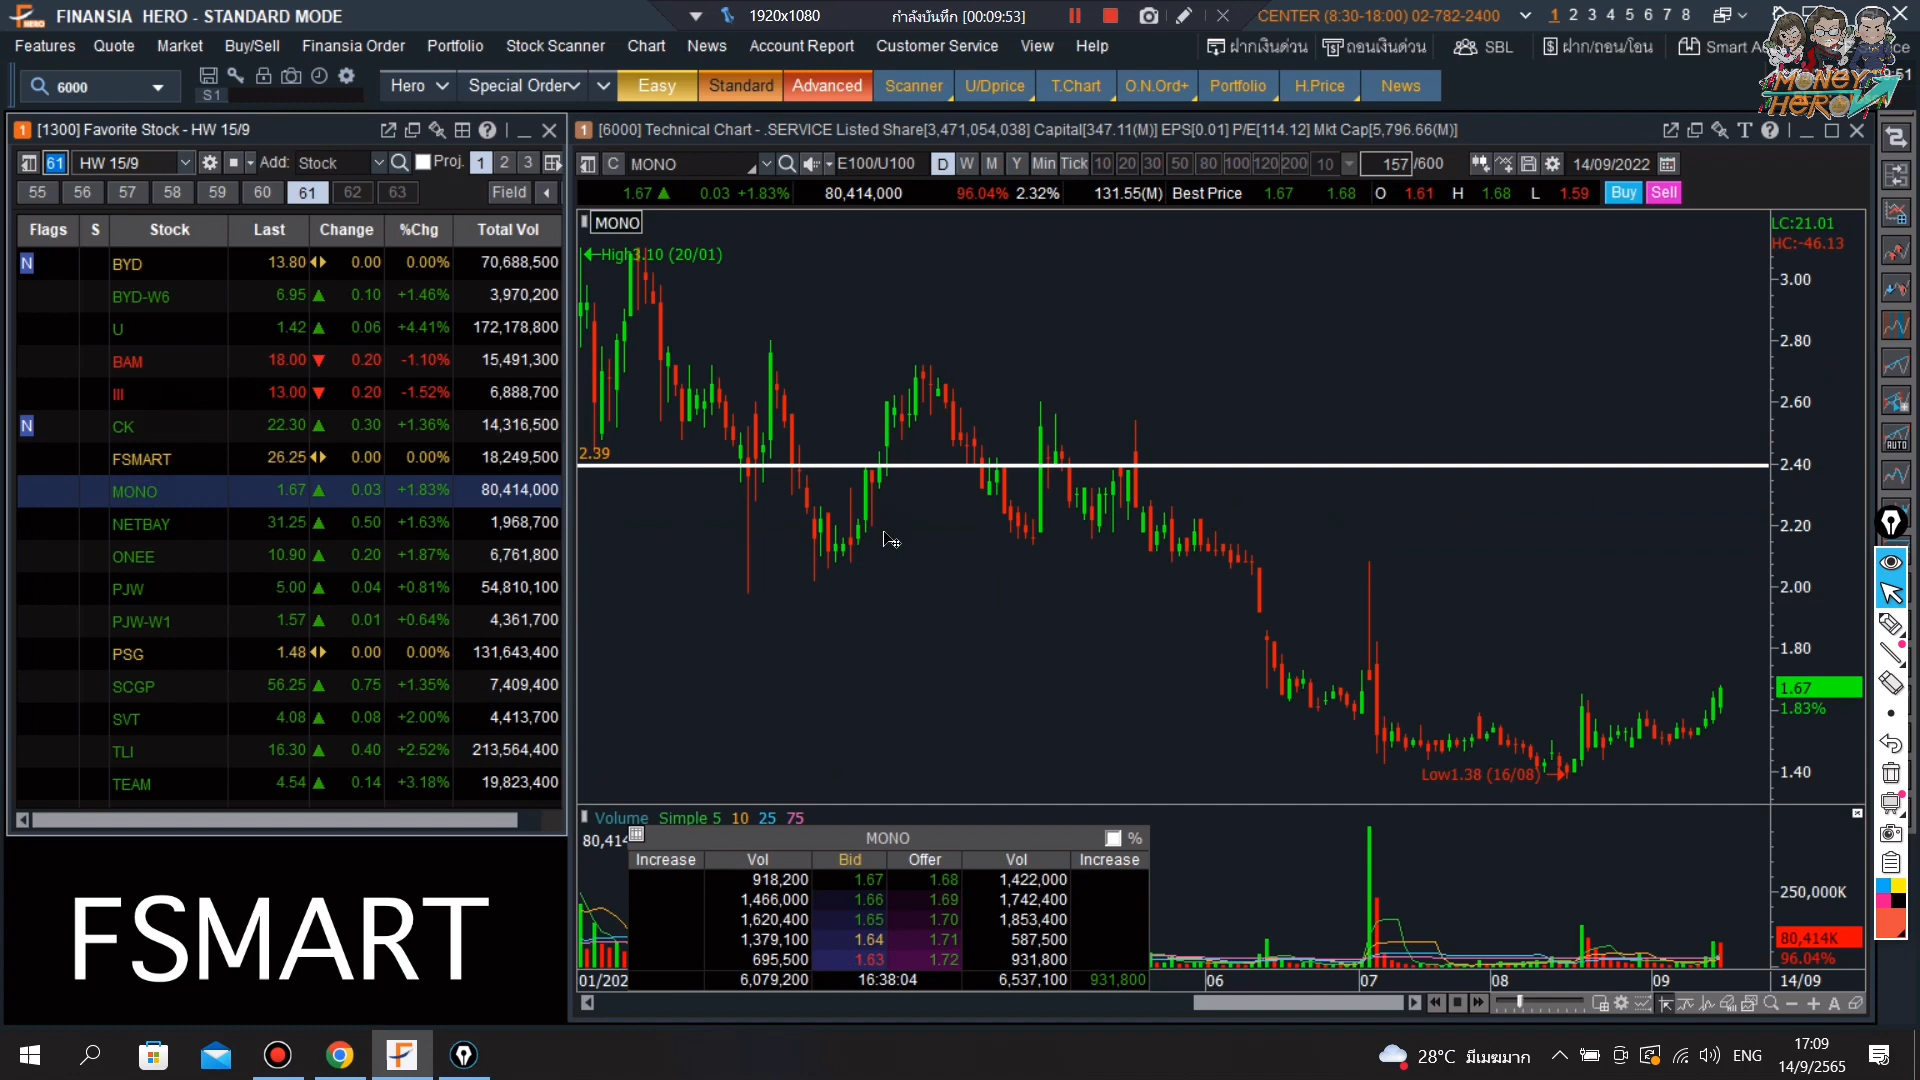 FINANSIA HERO - STANDARD MODE
1920x1080 กำลังบันทึก [00:09:53]
CENTER (8:30-18:00) 02-782-2400 1 2 3 4 5 6 7 8
Features Quote Market Buy/Sell Finansia Order Portfolio Stock Scanner Chart News Account Report Customer Service View Help ฝากเงินด่วน ถอนเงินด่วน SBL ฝาก/ถอน/โอน Smart
MONEY HERO
6000 S1 Hero Special Order Easy Standard Advanced Scanner U/Dprice T.Chart O.N.Ord+ Portfolio H.Price News
1 [1300] Favorite Stock - HW 15/9
61 HW 15/9 Add: Stock Proj. 1 2 3
55 56 57 58 59 60 61 62 63 Field
Flags S Stock Last Change %Chg Total Vol
N BYD 13.80 0.00 0.00% 70,688,500
BYD-W6 6.95 ▲ 0.10 +1.46% 3,970,200
U 1.42 ▲ 0.06 +4.41% 172,178,800
BAM 18.00 ▼ 0.20 -1.10% 15,491,300
III 13.00 ▼ 0.20 -1.52% 6,888,700
N CK 22.30 ▲ 0.30 +1.36% 14,316,500
FSMART 26.25 0.00 0.00% 18,249,500
MONO 1.67 ▲ 0.03 +1.83% 80,414,000
NETBAY 31.25 ▲ 0.50 +1.63% 1,968,700
ONEE 10.90 ▲ 0.20 +1.87% 6,761,800
PJW 5.00 ▲ 0.04 +0.81% 54,810,100
PJW-W1 1.57 ▲ 0.01 +0.64% 4,361,700
PSG 1.48 0.00 0.00% 131,643,400
SCGP 56.25 ▲ 0.75 +1.35% 7,409,400
SVT 4.08 ▲ 0.08 +2.00% 4,413,700
TLI 16.30 ▲ 0.40 +2.52% 213,564,400
TEAM 4.54 ▲ 0.14 +3.18% 19,823,400
FSMART
1 [6000] Technical Chart - .SERVICE Listed Share[3,471,054,038] Capital[347.11(M)] EPS[0.01] P/E[114.12] Mkt Cap[5,796.66(M)]
C MONO E100/U100 D W M Y Min Tick 10 20 30 50 80 100 120 200 10 157/600 14/09/2022
1.67 ▲ 0.03 +1.83% 80,414,000 96.04% 2.32% 131.55(M) Best Price 1.67 1.68 O 1.61 H 1.68 L 1.59 Buy Sell
MONO
LC:21.01
HC:-46.13
High3.10 (20/01)
3.00
2.80
2.60
2.39
2.40
2.20
2.00
1.80
1.67
1.83%
Low1.38 (16/08)
1.40
AUTO
Volume Simple 5 10 25 75
80,414
MONO %
Increase Vol Bid Offer Vol Increase
918,200 1.67 1.68 1,422,000
1,466,000 1.66 1.69 1,742,400
1,620,400 1.65 1.70 1,853,400
1,379,100 1.64 1.71 587,500
695,500 1.63 1.72 931,800
6,079,200 16:38:04 6,537,100 931,800
250,000K
80,414K
96.04%
01/202 06 07 08 09 14/09
28°C มีเมฆมาก ENG 17:09
14/9/2565